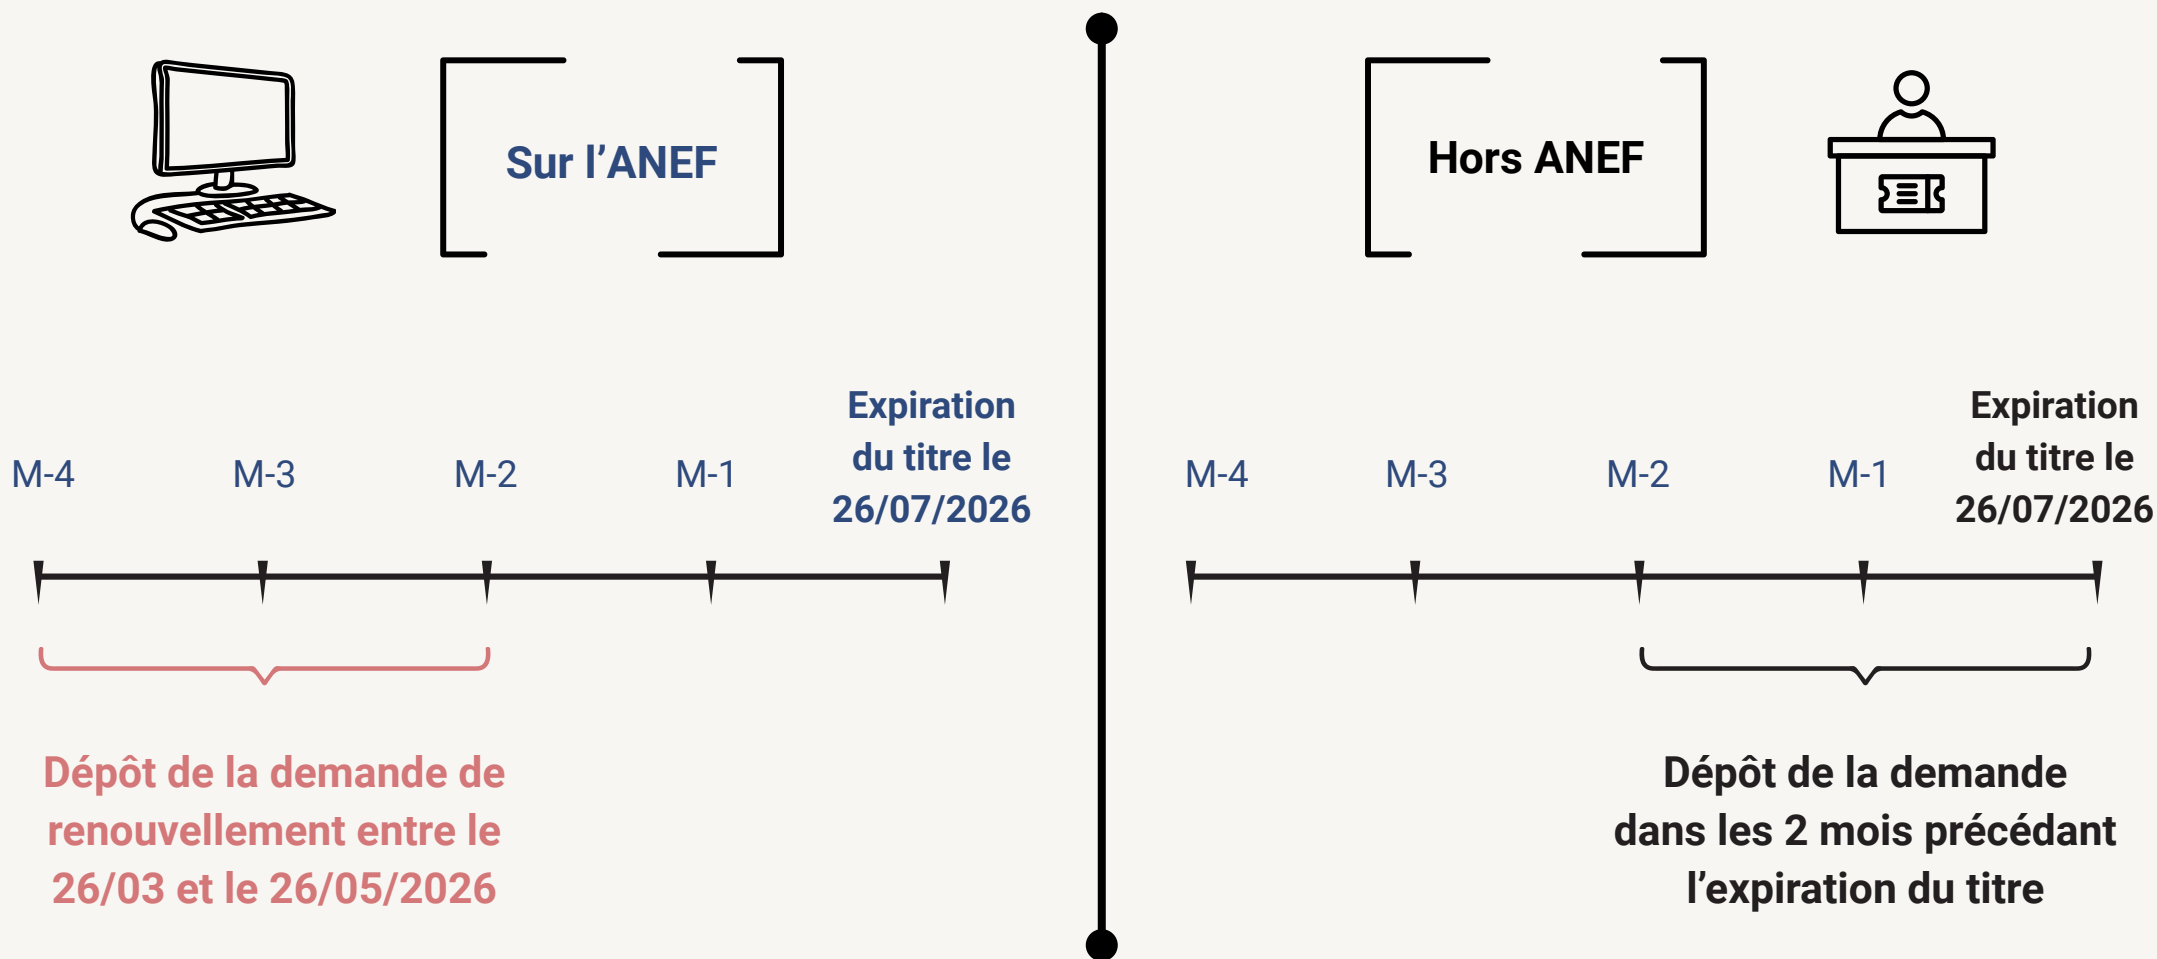 Sur l’ANEF
M-4
M-3
M-2
M-1
Expiration
du titre le
26/07/2026
Dépôt de la demande de
renouvellement entre le
26/03 et le 26/05/2026
Hors ANEF
M-4
M-3
M-2
M-1
Expiration
du titre le
26/07/2026
Dépôt de la demande
dans les 2 mois précédant
l’expiration du titre